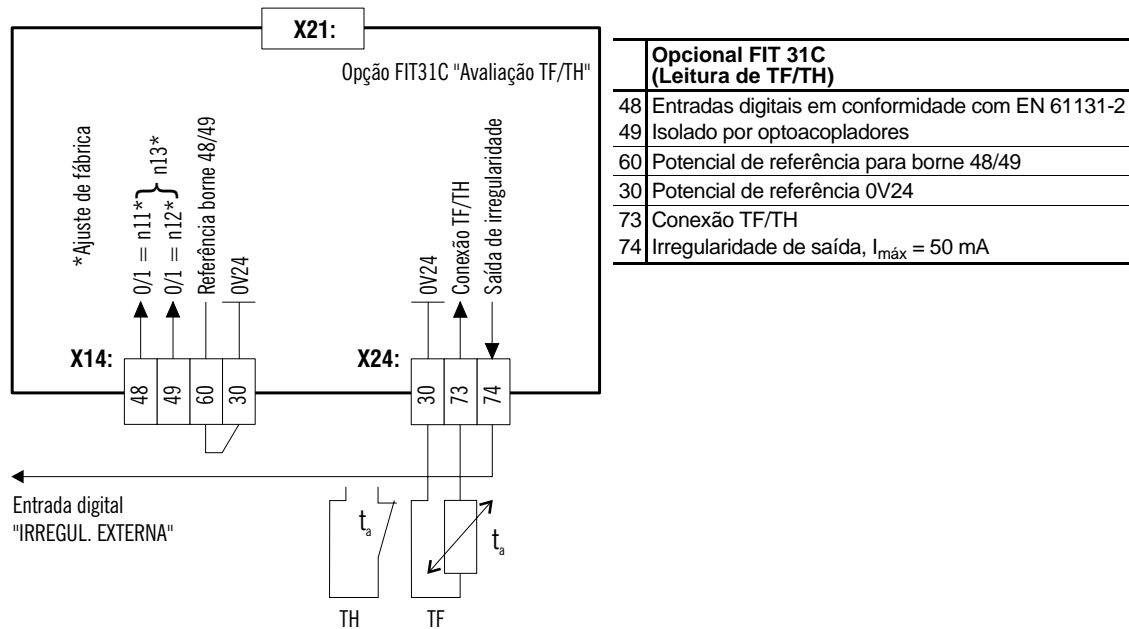 X21:
Opção FIT31C "Avaliação TF/TH"
*Ajuste de fábrica
0/1 = n11*
0/1 = n12*
n13*
Referência borne 48/49
0V24
0V24
Conexão TF/TH
Saída de irregularidade
X14:
48
49
60
30
X24:
30
73
74
Entrada digital
"IRREGUL. EXTERNA"
ta
ta
TH
TF
Opcional FIT 31C
(Leitura de TF/TH)
48 Entradas digitais em conformidade com EN 61131-2
49 Isolado por optoacopladores
60 Potencial de referência para borne 48/49
30 Potencial de referência 0V24
73 Conexão TF/TH
74 Irregularidade de saída, Imáx = 50 mA